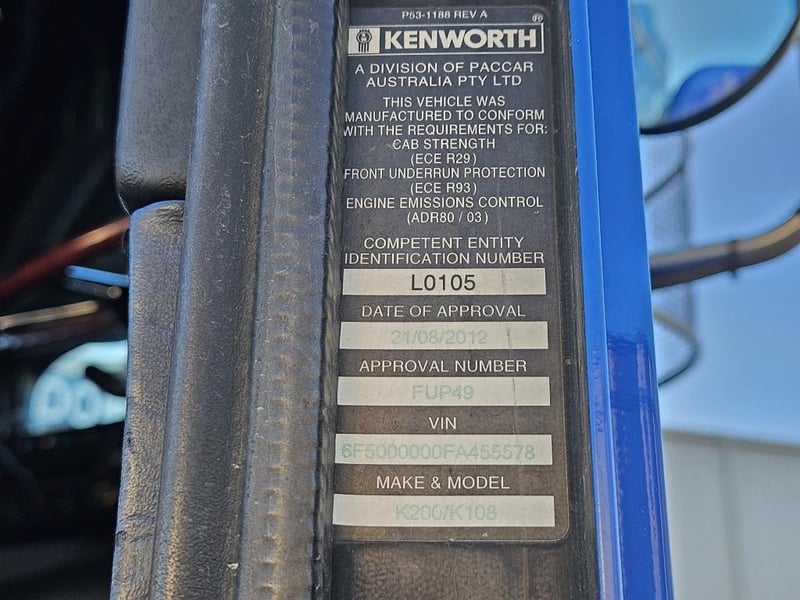 P53-1188 REV A
KENWORTH ®
A DIVISION OF PACCAR
AUSTRALIA PTY LTD
THIS VEHICLE WAS
MANUFACTURED TO CONFORM
WITH THE REQUIREMENTS FOR:
CAB STRENGTH
(ECE R29)
FRONT UNDERRUN PROTECTION
(ECE R93)
ENGINE EMISSIONS CONTROL
(ADR80 / 03)
COMPETENT ENTITY
IDENTIFICATION NUMBER
L0105
DATE OF APPROVAL
21/08/2012
APPROVAL NUMBER
FUP49
VIN
6F5000000FA455578
MAKE & MODEL
K200/K108